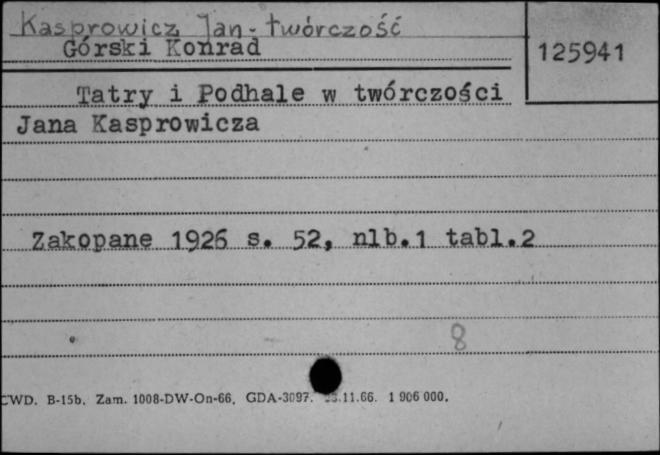 Kasprowicz Jan - twórczość
Górski Konrad
125941
Tatry i Podhale w twórczości
Jana Kasprowicza
Zakopane 1926 s. 52, nlb.1 tabl.2
8
CWD. B-15b. Zam. 1008-DW-On-66. GDA-3097. .11.66. 1 906 000.